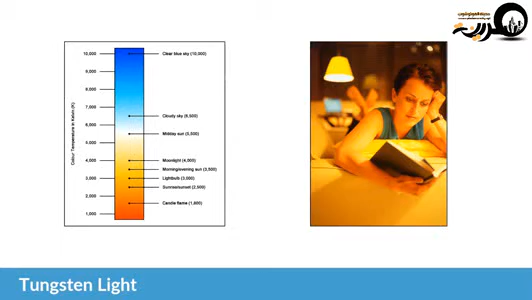 Colour Temperature in Kelvin (K)
10,000
9,000
8,000
7,000
6,000
5,000
4,000
3,000
2,000
1,000
Clear blue sky (10,000)
Cloudy sky (6,500)
Midday sun (5,500)
Moonlight (4,000)
Morning/evening sun (3,500)
Lightbulb (3,000)
Sunrise/sunset (2,500)
Candle flame (1,800)
Tungsten Light